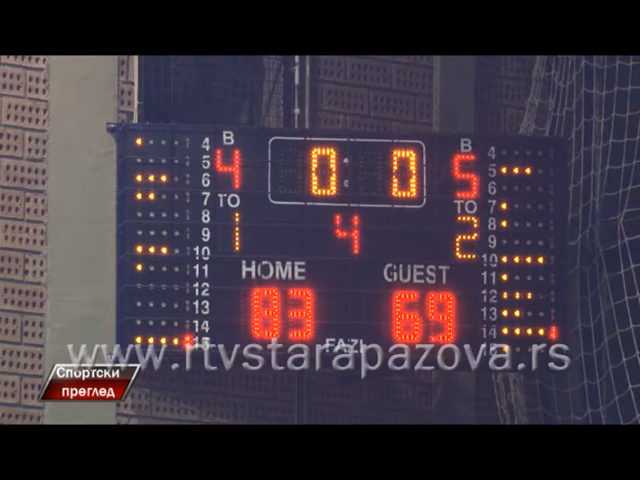 B B
4 0 : 0 5
TO TO
1 4 2
HOME GUEST
83 69
4 4
5 5
6 6
7 7
8 8
9 9
10 10
11 11
12 12
13 13
14 14
15
www.rtvstarapazova.rs
Спортски
преглед